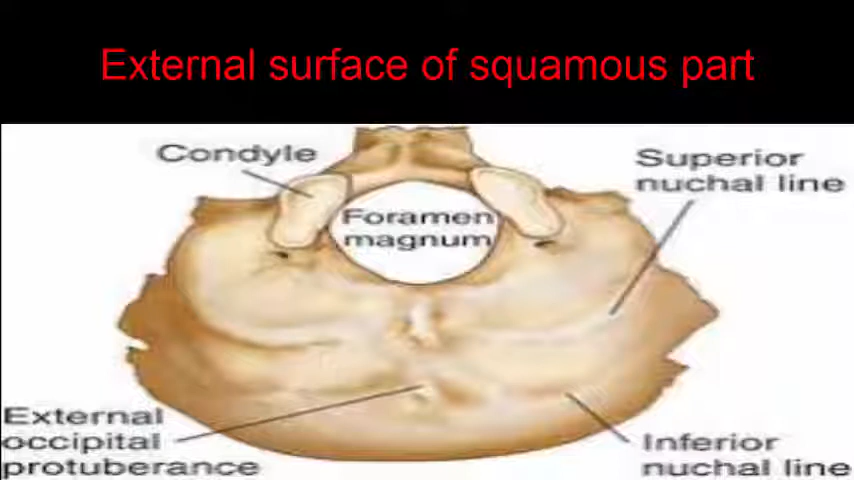 External surface of squamous part
Condyle
Superior
nuchal line
Foramen
magnum
External
occipital
protuberance
Inferior
nuchal line